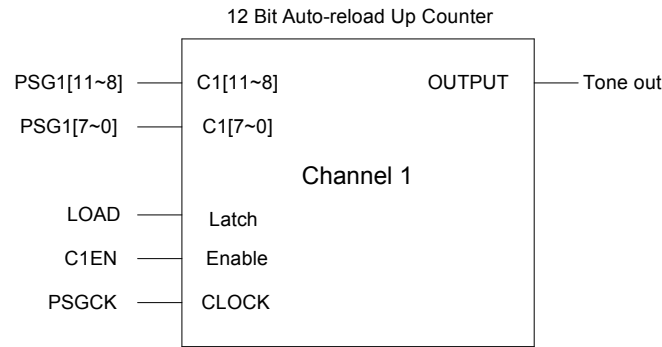 12 Bit Auto-reload Up Counter
PSG1[11~8] C1[11~8] OUTPUT Tone out
PSG1[7~0] C1[7~0]
Channel 1
LOAD Latch
C1EN Enable
PSGCK CLOCK